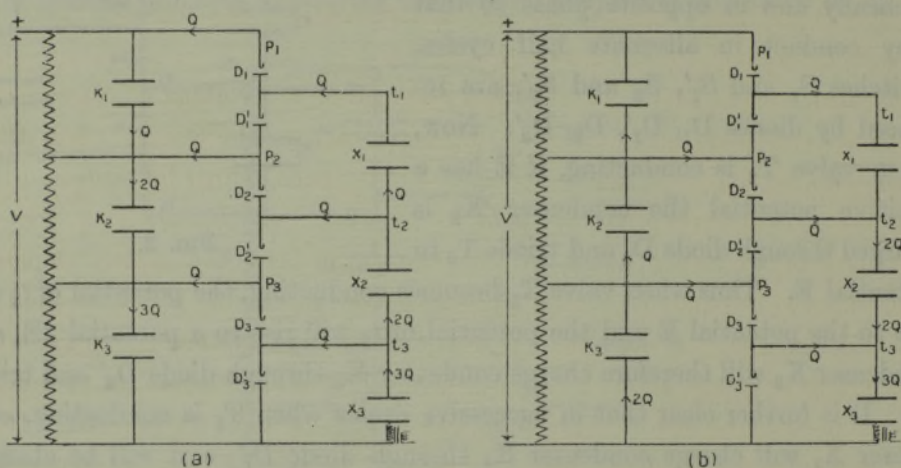 +
Q
P₁
D₁
Q
t₁
K₁
D₁'
Q
X₁
Q
P₂
2Q
D₂
Q
V
K₂
Q
t₂
D₂'
Q
P₃
X₂
3Q
D₃
2Q
Q
t₃
K₃
3Q
D₃'
X₃
E
(a)
+
P₁
D₁
Q
t₁
K₁
D₁'
X₁
Q
P₂
D₂
Q
Q
t₂
V
K₂
D₂'
Q
Q
P₃
X₂
D₃
2Q
Q
t₃
K₃
3Q
2Q
D₃'
X₃
E
(b)